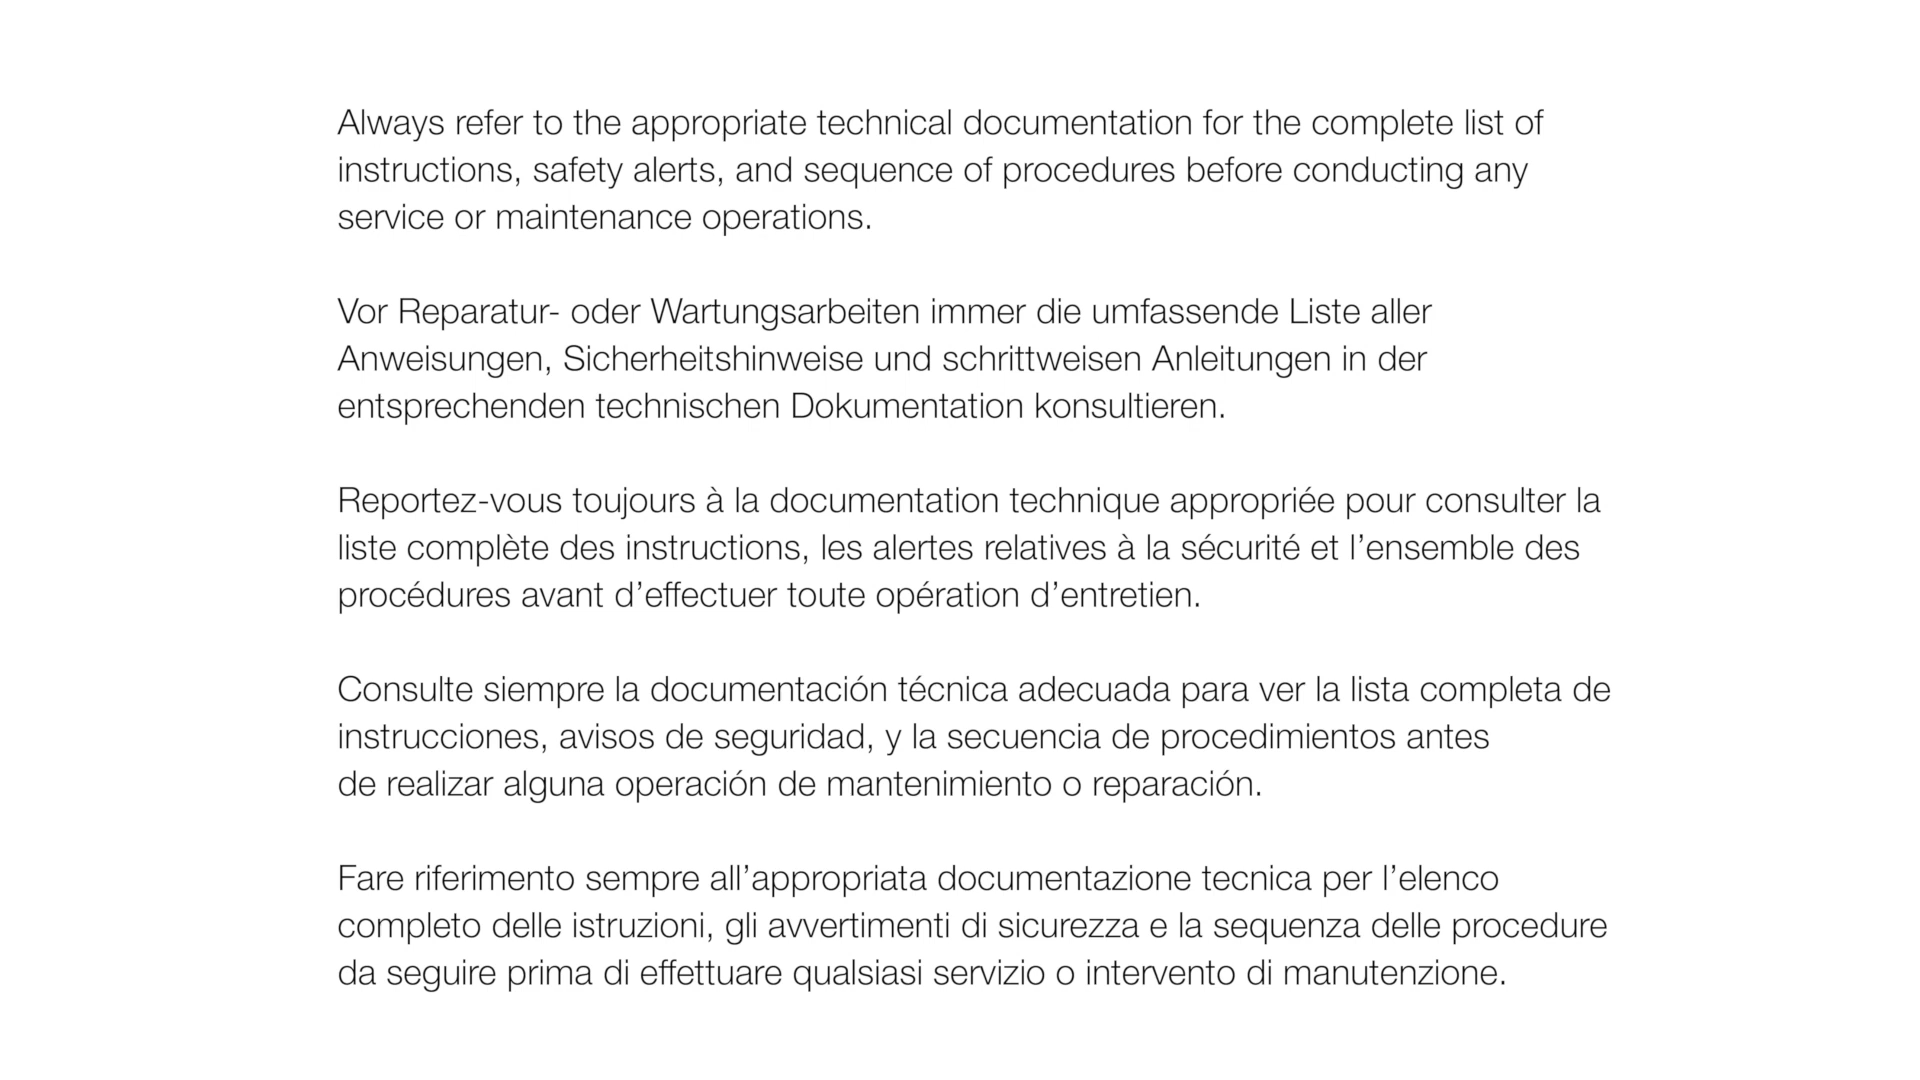 Always refer to the appropriate technical documentation for the complete list of
instructions, safety alerts, and sequence of procedures before conducting any
service or maintenance operations.
Vor Reparatur- oder Wartungsarbeiten immer die umfassende Liste aller
Anweisungen, Sicherheitshinweise und schrittweisen Anleitungen in der
entsprechenden technischen Dokumentation konsultieren.
Reportez-vous toujours à la documentation technique appropriée pour consulter la
liste complète des instructions, les alertes relatives à la sécurité et l’ensemble des
procédures avant d’effectuer toute opération d’entretien.
Consulte siempre la documentación técnica adecuada para ver la lista completa de
instrucciones, avisos de seguridad, y la secuencia de procedimientos antes
de realizar alguna operación de mantenimiento o reparación.
Fare riferimento sempre all’appropriata documentazione tecnica per l’elenco
completo delle istruzioni, gli avvertimenti di sicurezza e la sequenza delle procedure
da seguire prima di effettuare qualsiasi servizio o intervento di manutenzione.